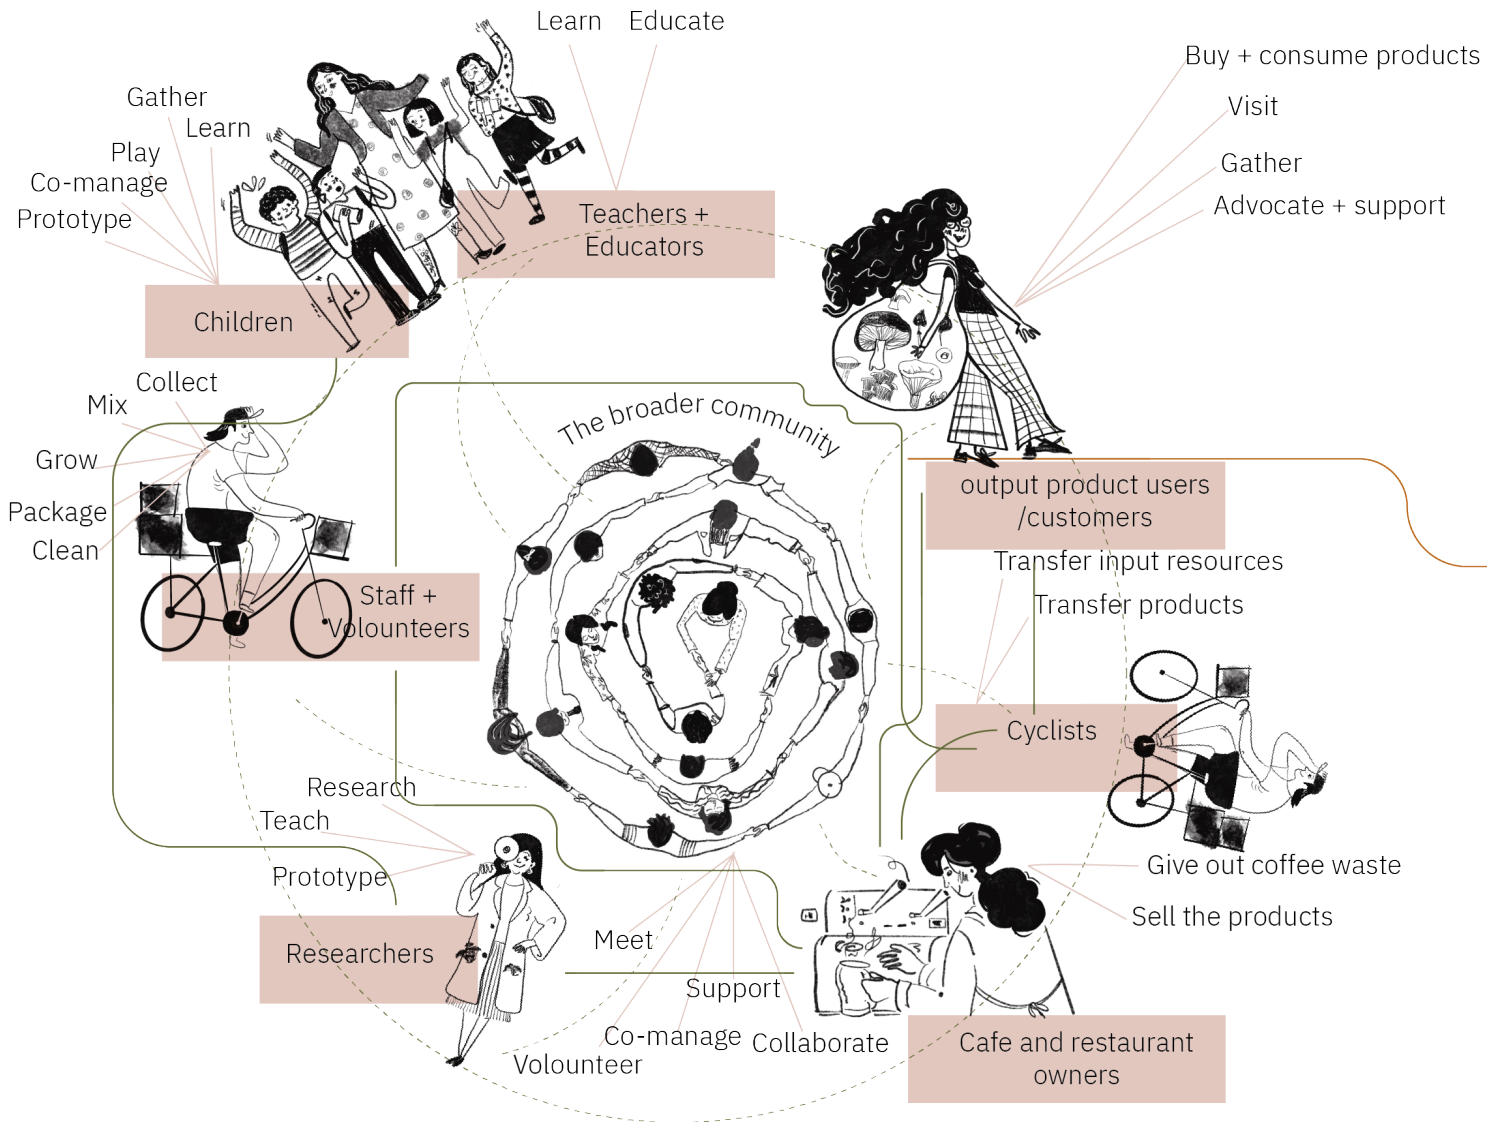 Learn
Educate
Gather
Learn
Play
Co-manage
Prototype
Teachers +
Educators
Children
Buy + consume products
Visit
Gather
Advocate + support
Collect
Mix
Grow
Package
Clean
Staff +
Volounteers
The broader community
output product users
/customers
Transfer input resources
Transfer products
Cyclists
Research
Teach
Prototype
Researchers
Meet
Support
Co-manage
Collaborate
Volounteer
Give out coffee waste
Sell the products
Cafe and restaurant
owners